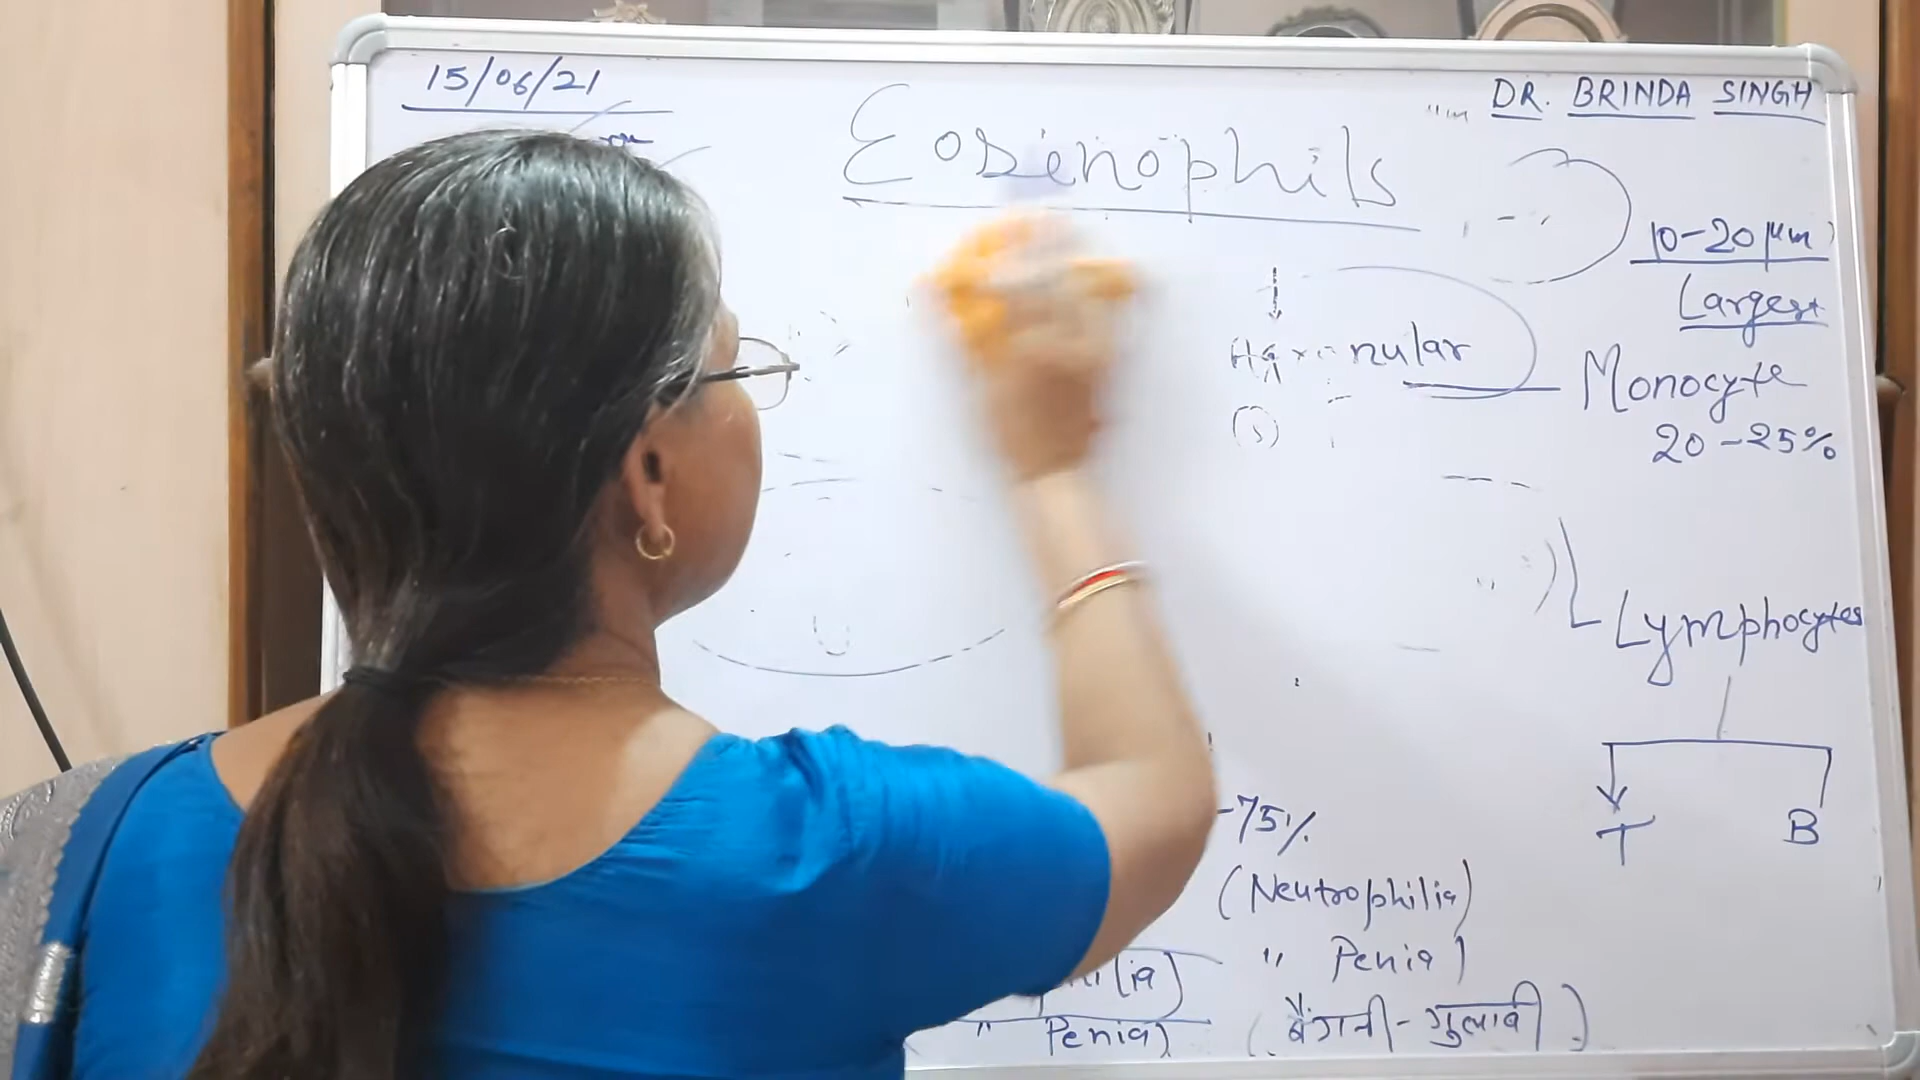 15/06/21
DR. BRINDA SINGH
Eosenophils
10-20 μm
Largest
nular
Monocyte
20-25%
Lymphocytes
T B
-75%
(Neutrophilia)
" Penia)
" Penia)
(बैंगनी-गुलाबी)